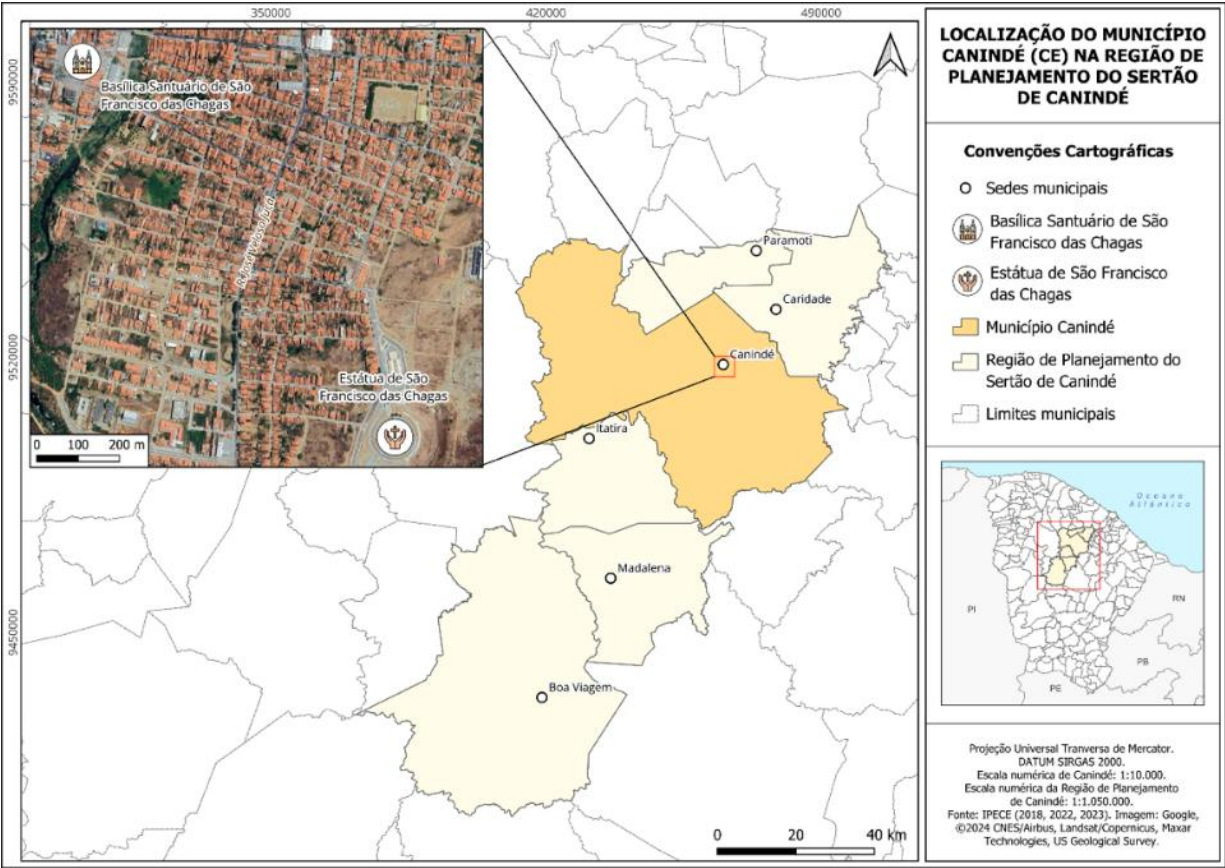 350000
420000
490000
9590000
9520000
9450000
Basílica Santuário de São
Francisco das Chagas
R. José Veloso Jucá
Estátua de São
Francisco das Chagas
0 100 200 m
Paramoti
Caridade
Canindé
Itatira
Madalena
Boa Viagem
0 20 40 km
LOCALIZAÇÃO DO MUNICÍPIO
CANINDÉ (CE) NA REGIÃO DE
PLANEJAMENTO DO SERTÃO
DE CANINDÉ
Convenções Cartográficas
Sedes municipais
Basílica Santuário de São
Francisco das Chagas
Estátua de São Francisco
das Chagas
Município Canindé
Região de Planejamento do
Sertão de Canindé
Limites municipais
Oceano
Atlântico
PI
RN
PB
PE
Projeção Universal Tranversa de Mercator.
DATUM SIRGAS 2000.
Escala numérica de Canindé: 1:10.000.
Escala numérica da Região de Planejamento
de Canindé: 1:1.050.000.
Fonte: IPECE (2018, 2022, 2023). Imagem: Google,
©2024 CNES/Airbus, Landsat/Copernicus, Maxar
Technologies, US Geological Survey.